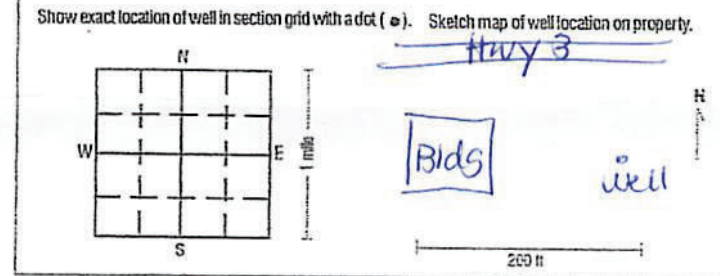 Show exact location of well in section grid with a dot ( ● ). Sketch map of well location on property.
Hwy 3
N
N
W
E
1 mile
Bldg
well
S
200 ft